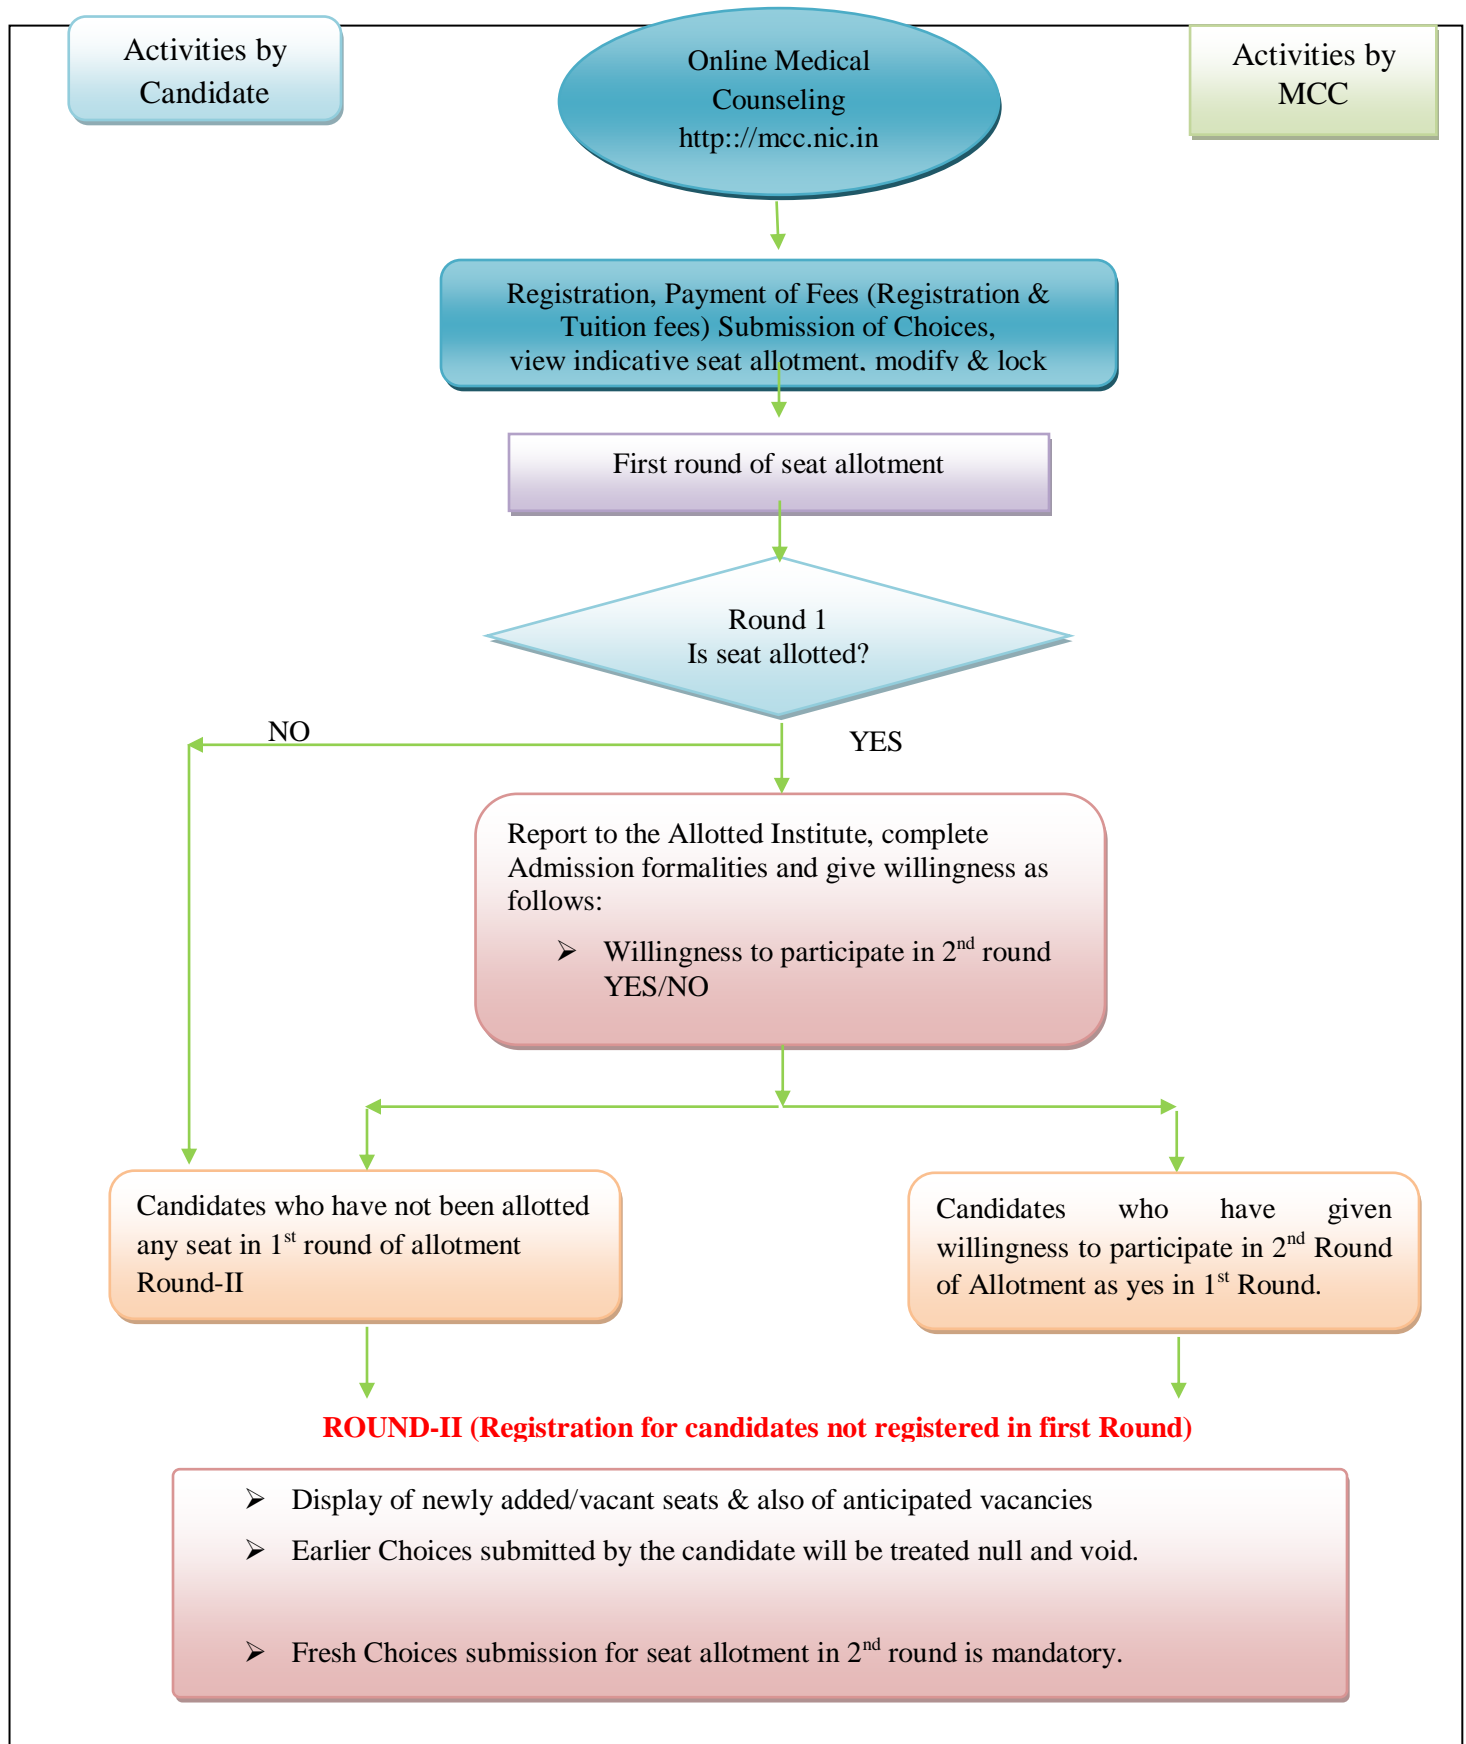 Activities by
Candidate
Online Medical
Counseling
http:://mcc.nic.in
Activities by
MCC
Registration, Payment of Fees (Registration &
Tuition fees) Submission of Choices,
view indicative seat allotment, modify & lock
First round of seat allotment
Round 1
Is seat allotted?
NO
YES
Report to the Allotted Institute, complete
Admission formalities and give willingness as
follows:
➢ Willingness to participate in 2nd round
YES/NO
Candidates who have not been allotted
any seat in 1st round of allotment
Round-II
Candidates who have given
willingness to participate in 2nd Round
of Allotment as yes in 1st Round.
ROUND-II (Registration for candidates not registered in first Round)
➢ Display of newly added/vacant seats & also of anticipated vacancies
➢ Earlier Choices submitted by the candidate will be treated null and void.
➢ Fresh Choices submission for seat allotment in 2nd round is mandatory.